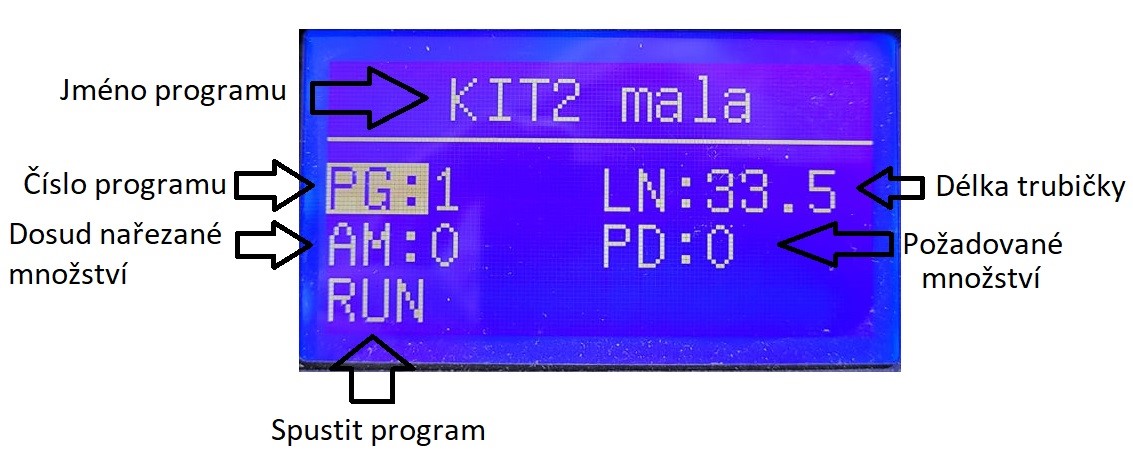 Jméno programu
KIT2 mala
Číslo programu
PG:1
LN:33.5
Délka trubičky
Dosud nařezané
množství
AM:0
PD:0
Požadované
množství
RUN
Spustit program